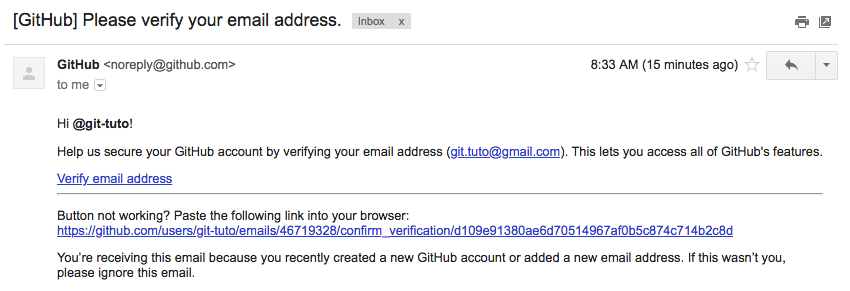 [GitHub] Please verify your email address. Inbox x
GitHub <noreply@github.com> 8:33 AM (15 minutes ago)
to me
Hi @git-tuto!
Help us secure your GitHub account by verifying your email address (git.tuto@gmail.com). This lets you access all of GitHub's features.
Verify email address
Button not working? Paste the following link into your browser:
https://github.com/users/git-tuto/emails/46719328/confirm_verification/d109e91380ae6d70514967af0b5c874c714b2c8d
You’re receiving this email because you recently created a new GitHub account or added a new email address. If this wasn’t you,
please ignore this email.